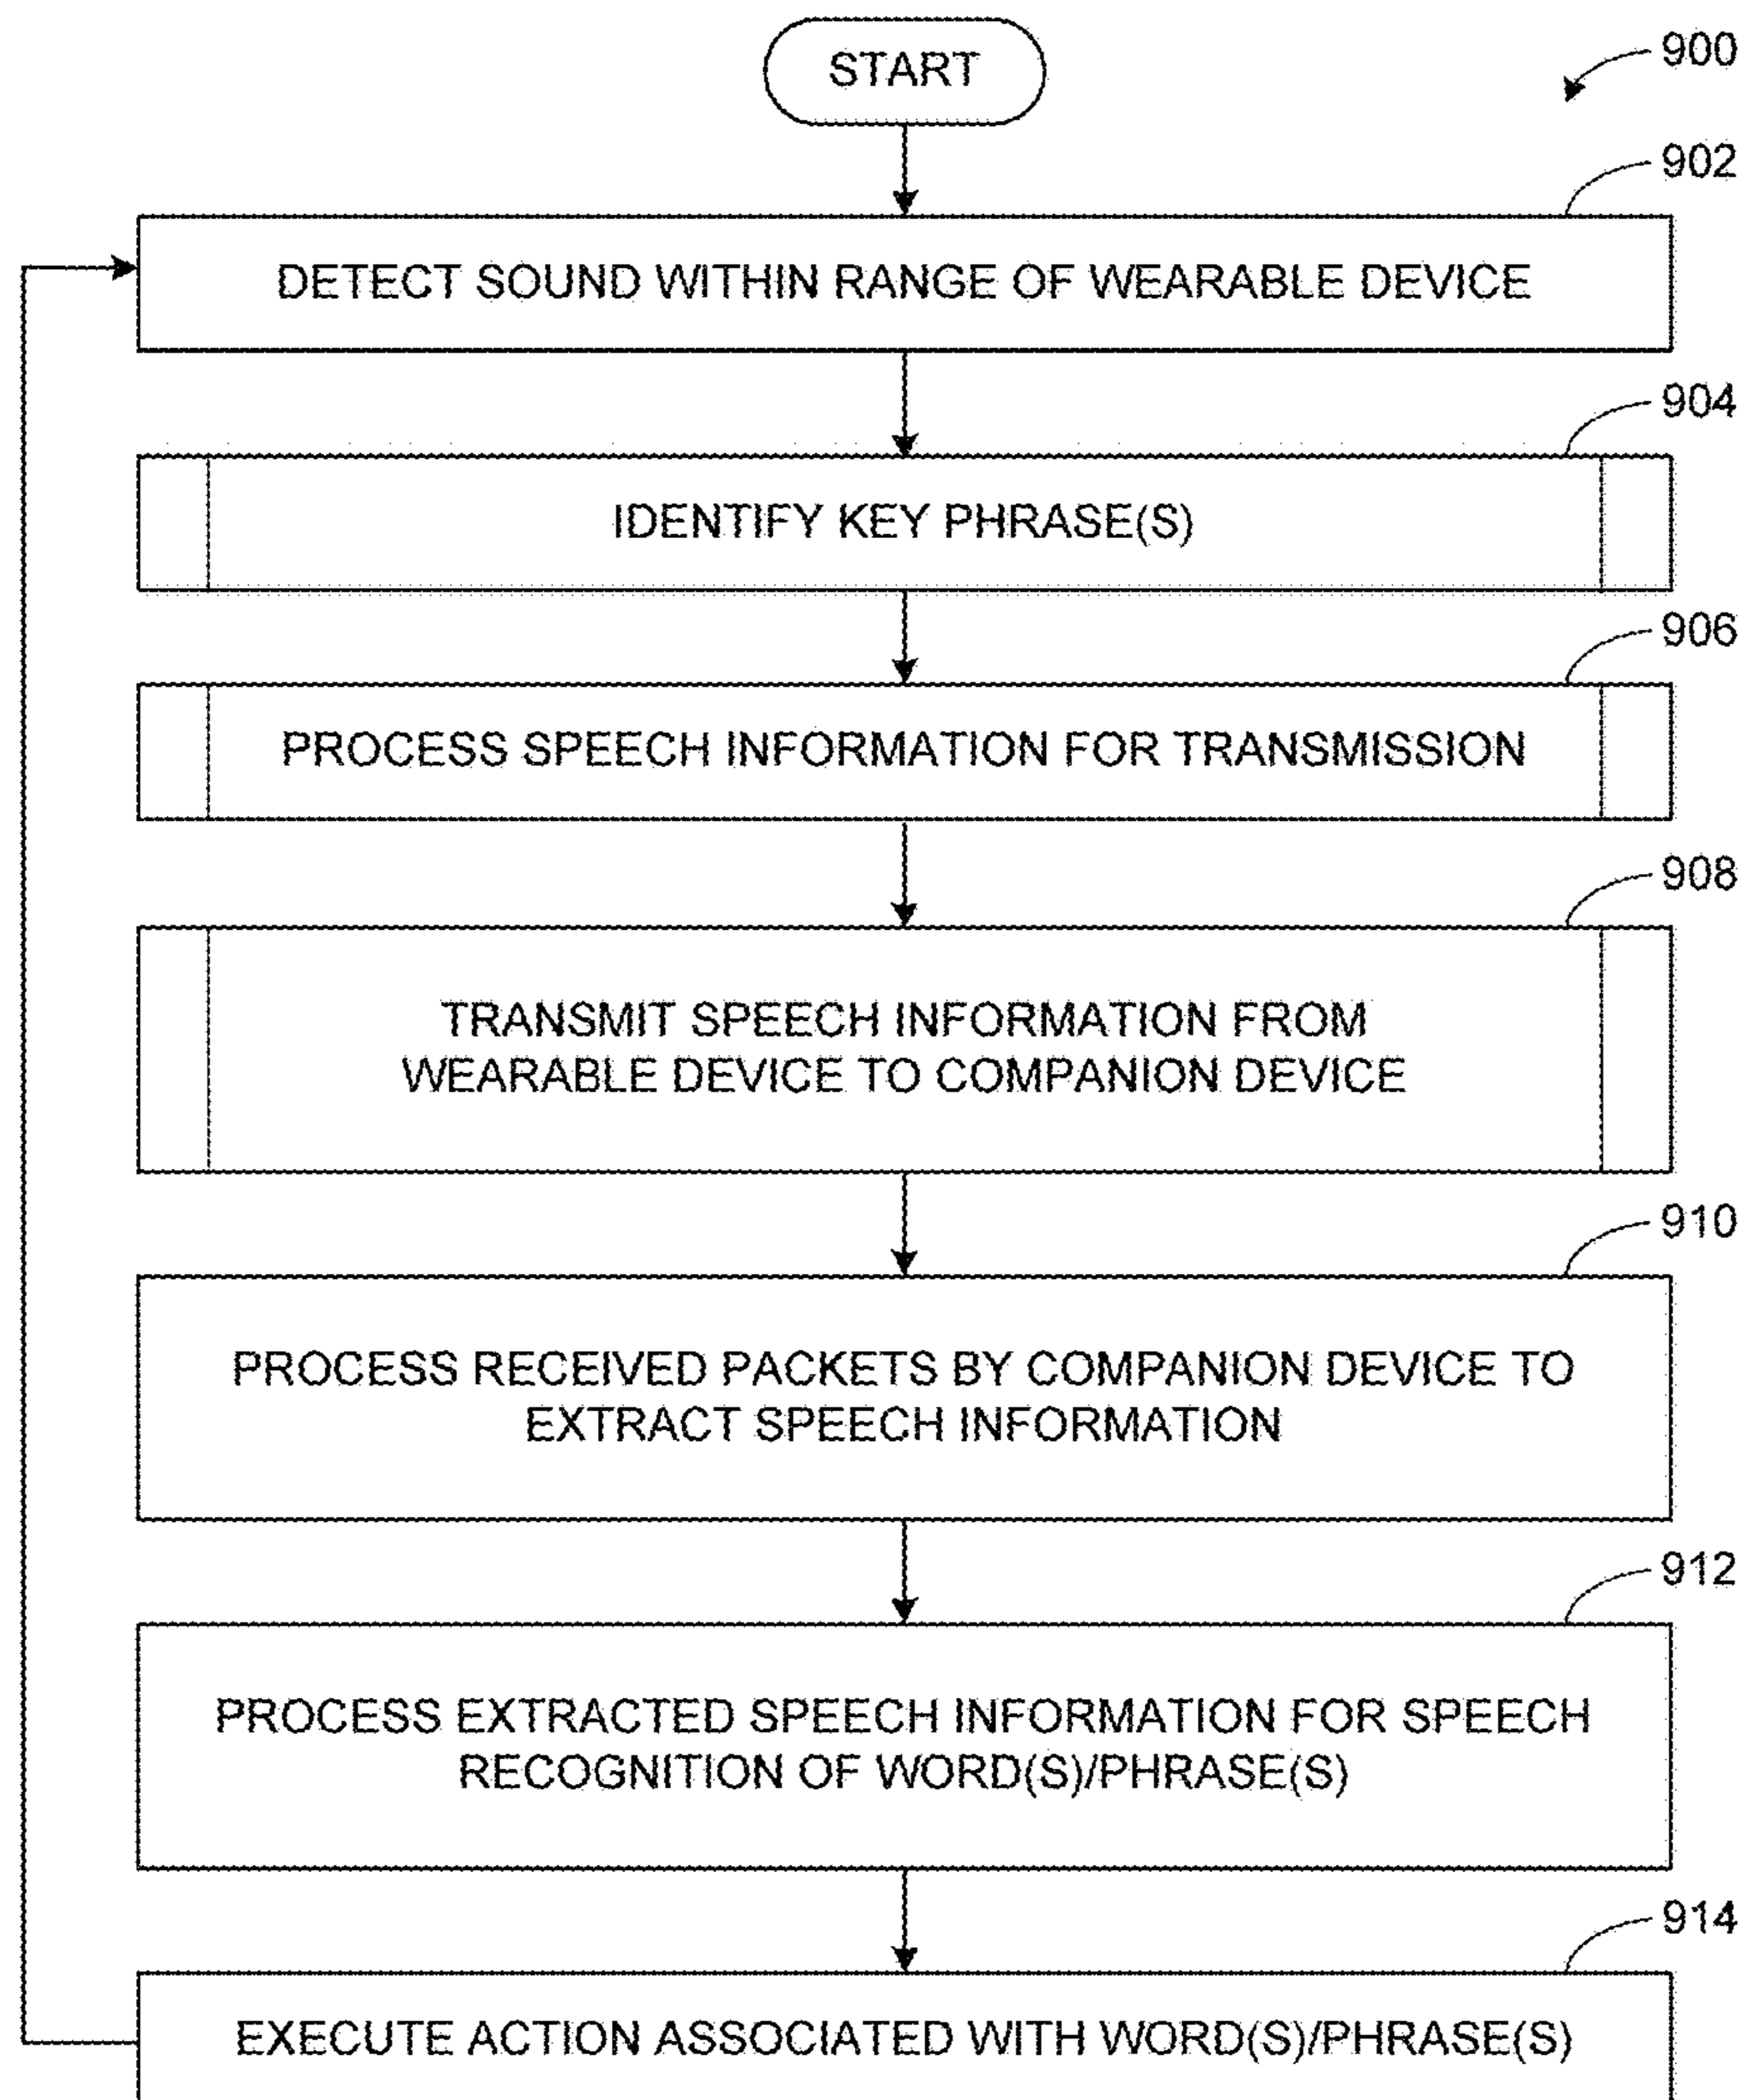 START
900
902
DETECT SOUND WITHIN RANGE OF WEARABLE DEVICE
904
IDENTIFY KEY PHRASE(S)
906
PROCESS SPEECH INFORMATION FOR TRANSMISSION
908
TRANSMIT SPEECH INFORMATION FROM
WEARABLE DEVICE TO COMPANION DEVICE
910
PROCESS RECEIVED PACKETS BY COMPANION DEVICE TO
EXTRACT SPEECH INFORMATION
912
PROCESS EXTRACTED SPEECH INFORMATION FOR SPEECH
RECOGNITION OF WORD(S)/PHRASE(S)
914
EXECUTE ACTION ASSOCIATED WITH WORD(S)/PHRASE(S)